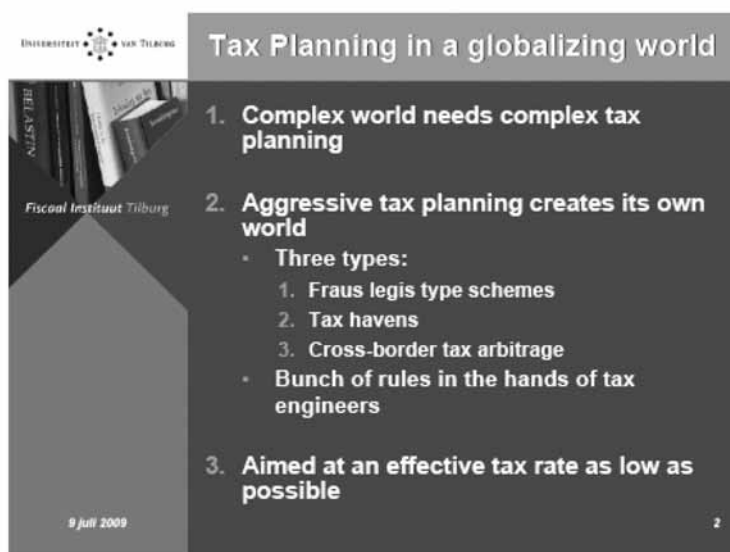 UNIVERSITEIT VAN TILBURG
Tax Planning in a globalizing world
BELASTIN
Fiscaal Instituut Tilburg
1. Complex world needs complex tax
planning
2. Aggressive tax planning creates its own
world
• Three types:
1. Fraus legis type schemes
2. Tax havens
3. Cross-border tax arbitrage
• Bunch of rules in the hands of tax
engineers
3. Aimed at an effective tax rate as low as
possible
9 juli 2009
2